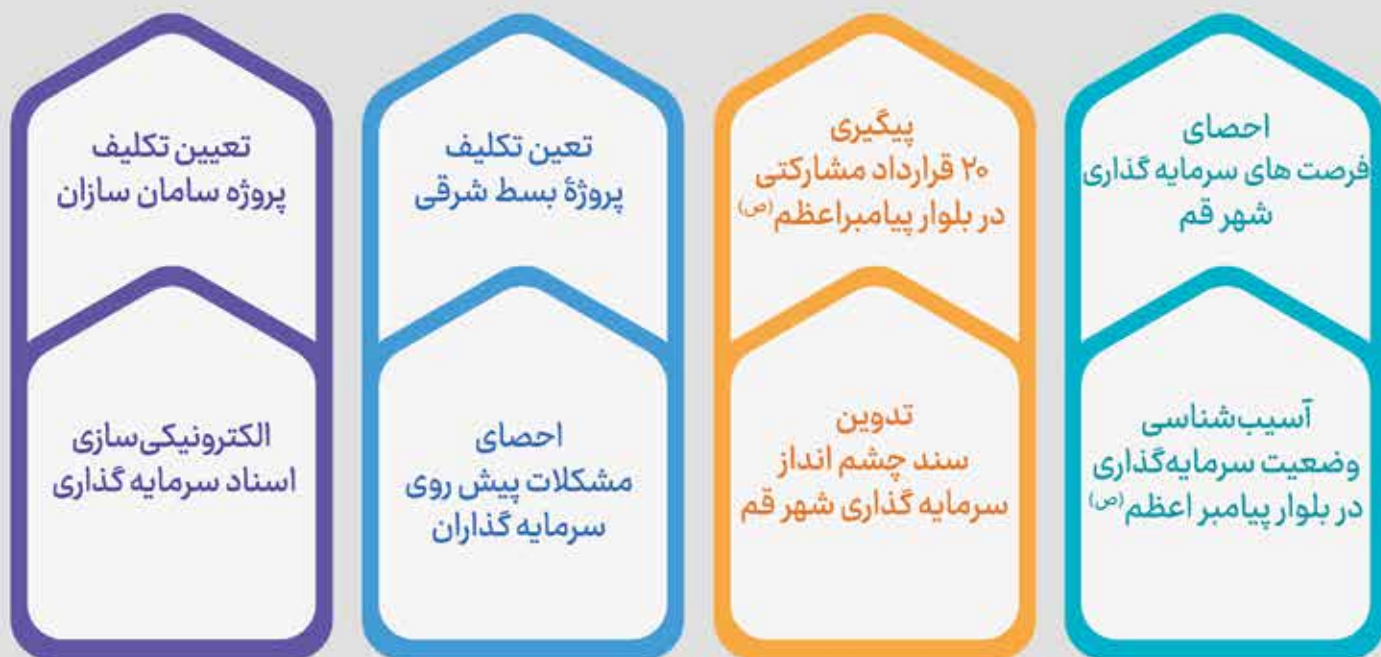 احصای
فرصت های سرمایه گذاری
شهر قم
پیگیری
۲۰ قرارداد مشارکتی
در بلوار پیامبراعظم(ص)
تعین تکلیف
پروژهٔ بسط شرقی
تعیین تکلیف
پروژه سامان سازان
آسیب‌شناسی
وضعیت سرمایه‌گذاری
در بلوار پیامبر اعظم(ص)
تدوین
سند چشم انداز
سرمایه گذاری شهر قم
احصای
مشکلات پیش روی
سرمایه گذاران
الکترونیکی‌سازی
اسناد سرمایه گذاری